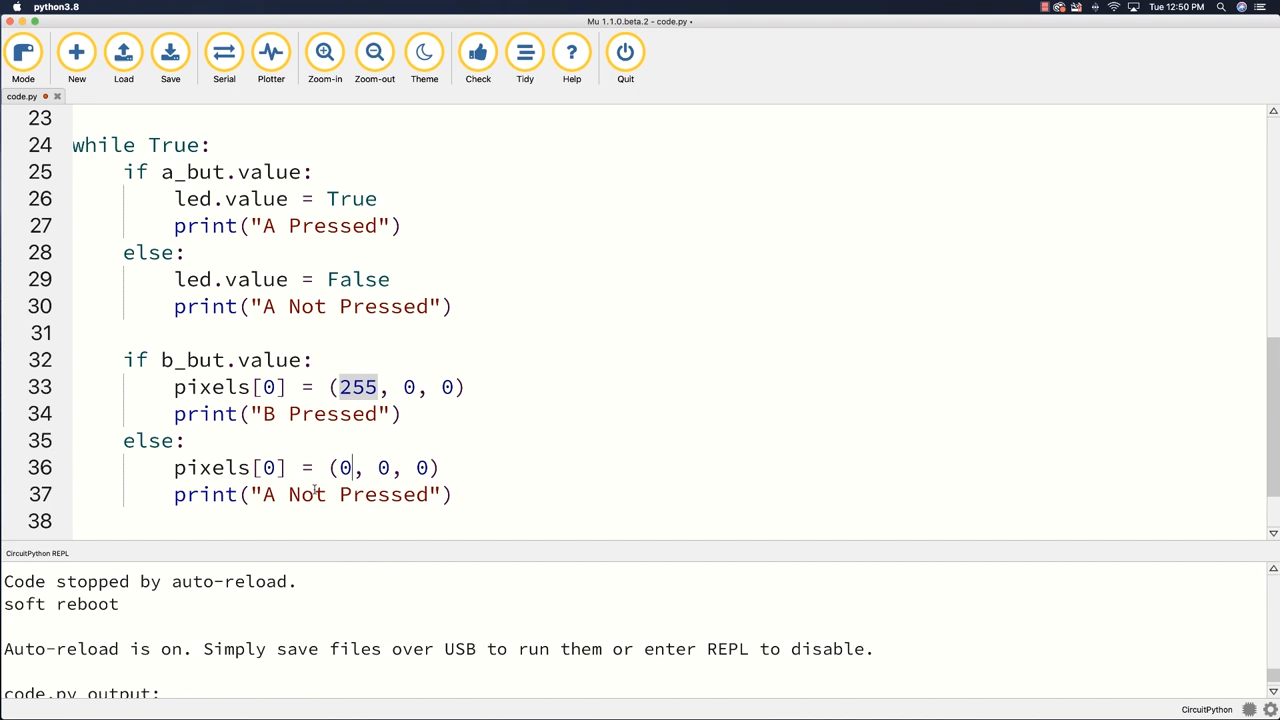 python3.8
Tue 12:50 PM
Mu 1.1.0.beta.2 - code.py •
Mode New Load Save Serial Plotter Zoom-in Zoom-out Theme Check Tidy Help Quit
code.py
23
24 while True:
25 if a_but.value:
26 led.value = True
27 print("A Pressed")
28 else:
29 led.value = False
30 print("A Not Pressed")
31
32 if b_but.value:
33 pixels[0] = (255, 0, 0)
34 print("B Pressed")
35 else:
36 pixels[0] = (0, 0, 0)
37 print("A Not Pressed")
38
CircuitPython REPL
Code stopped by auto-reload.
soft reboot
Auto-reload is on. Simply save files over USB to run them or enter REPL to disable.
code.py output:
CircuitPython